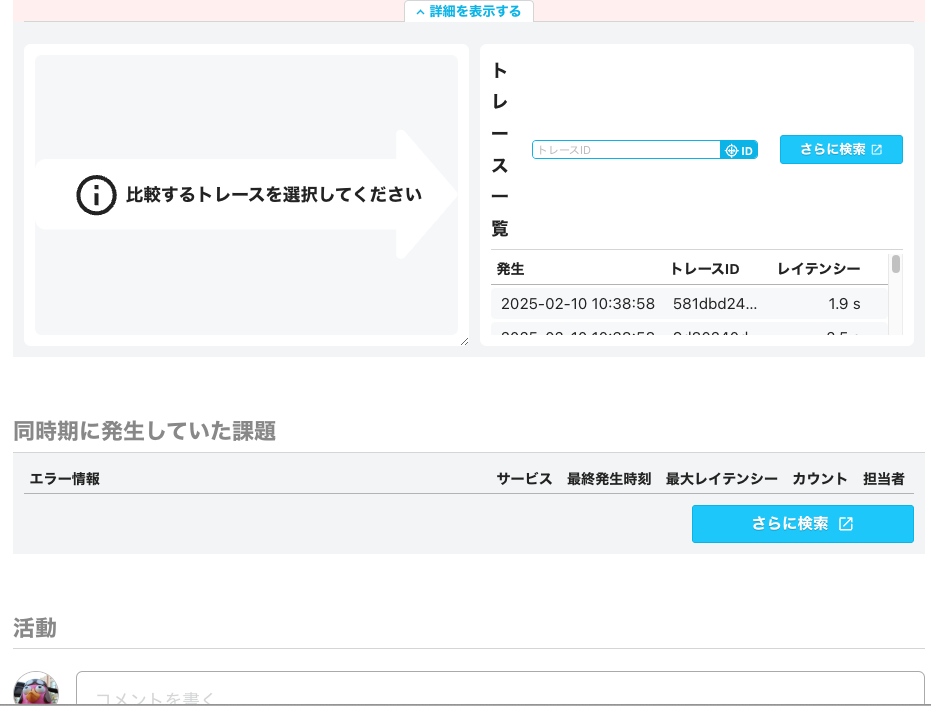 詳細を表示する
比較するトレースを選択してください
トレース一覧
トレースID
ID
さらに検索
発生 トレースID レイテンシー
2025-02-10 10:38:58 581dbd24... 1.9 s
同時期に発生していた課題
エラー情報 サービス 最終発生時刻 最大レイテンシー カウント 担当者
さらに検索
活動
コメントを書く